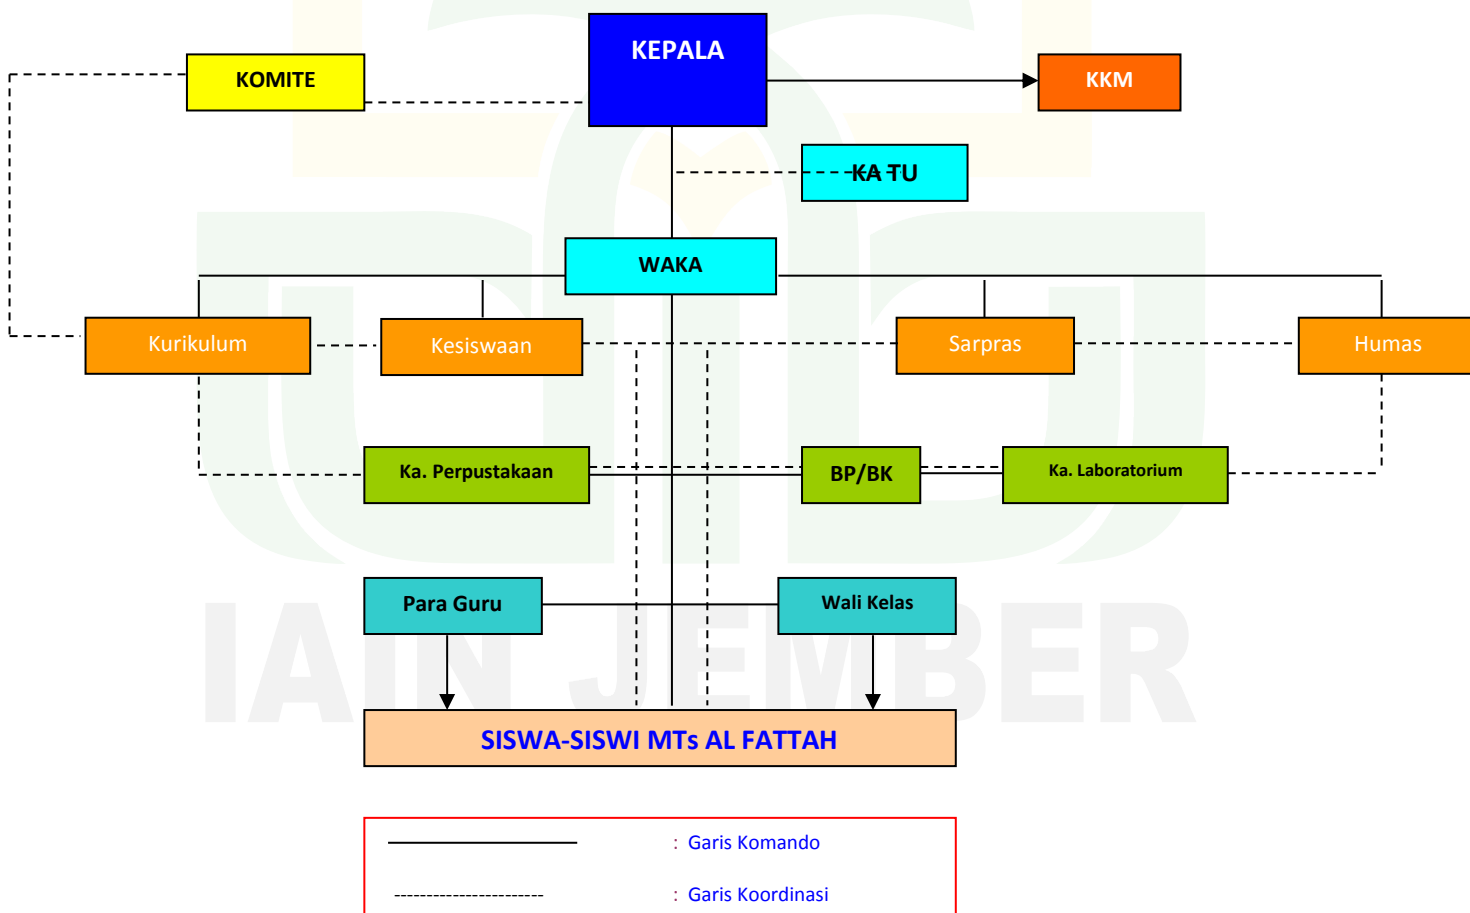 KEPALA
KOMITE
KKM
KA TU
WAKA
Kurikulum
Kesiswaan
Sarpras
Humas
Ka. Perpustakaan
BP/BK
Ka. Laboratorium
Para Guru
Wali Kelas
IAIN JEMBER
SISWA-SISWI MTs AL FATTAH
: Garis Komando
: Garis Koordinasi